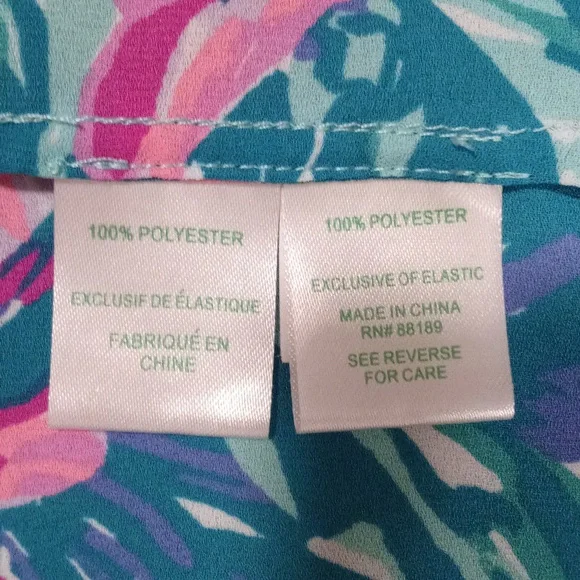 100% POLYESTER
EXCLUSIF DE ÉLASTIQUE
FABRIQUÉ EN
CHINE
100% POLYESTER
EXCLUSIVE OF ELASTIC
MADE IN CHINA
RN# 88189
SEE REVERSE
FOR CARE